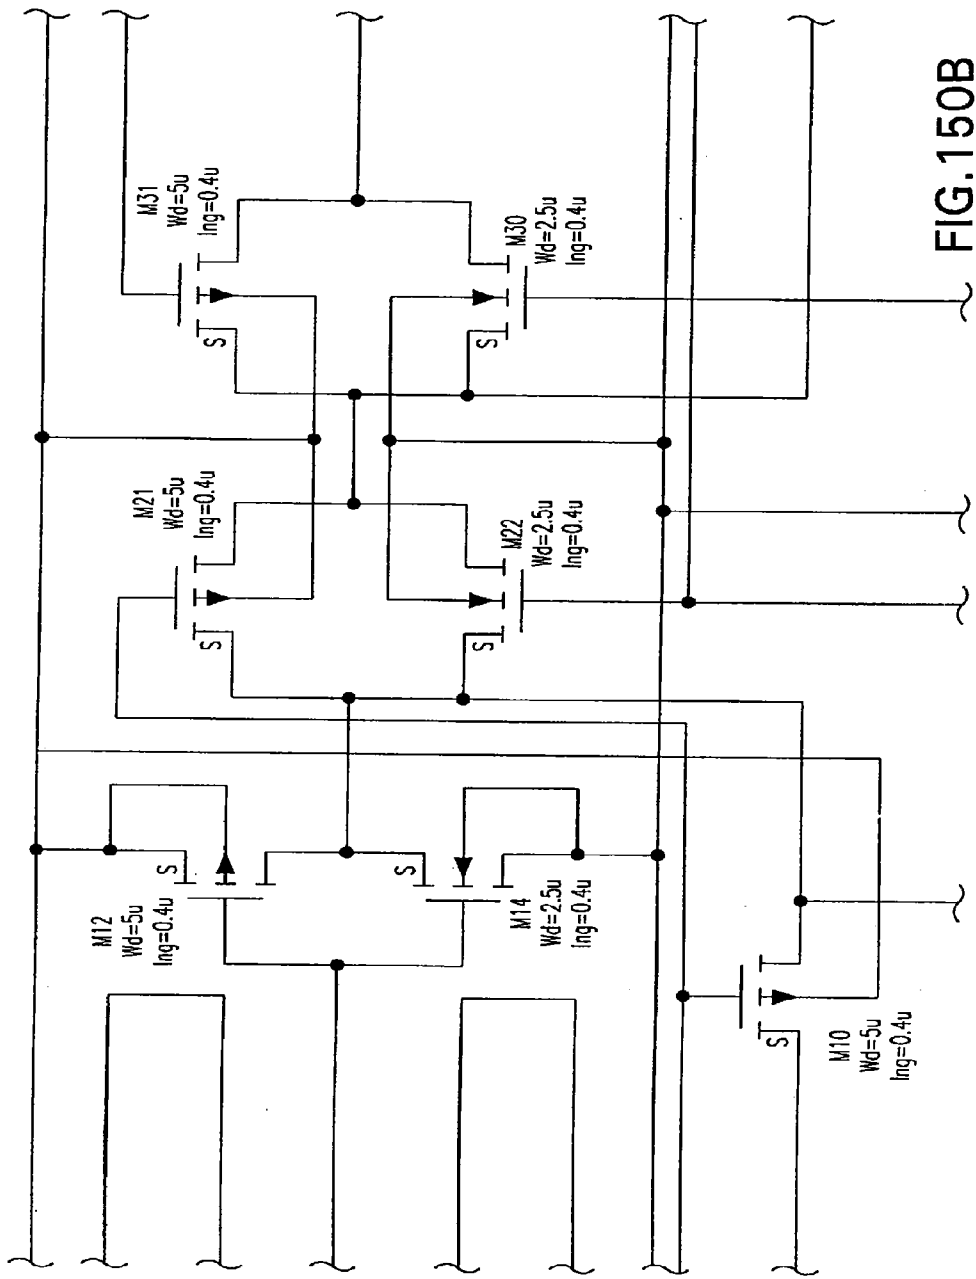 M31
Wd=5u
lng=0.4u
S
M30
Wd=2.5u
lng=0.4u
S
M21
Wd=5u
lng=0.4u
S
M22
Wd=2.5u
lng=0.4u
S
M12
Wd=5u
lng=0.4u
S
M14
Wd=2.5u
lng=0.4u
S
M10
Wd=5u
lng=0.4u
S
FIG. 150B